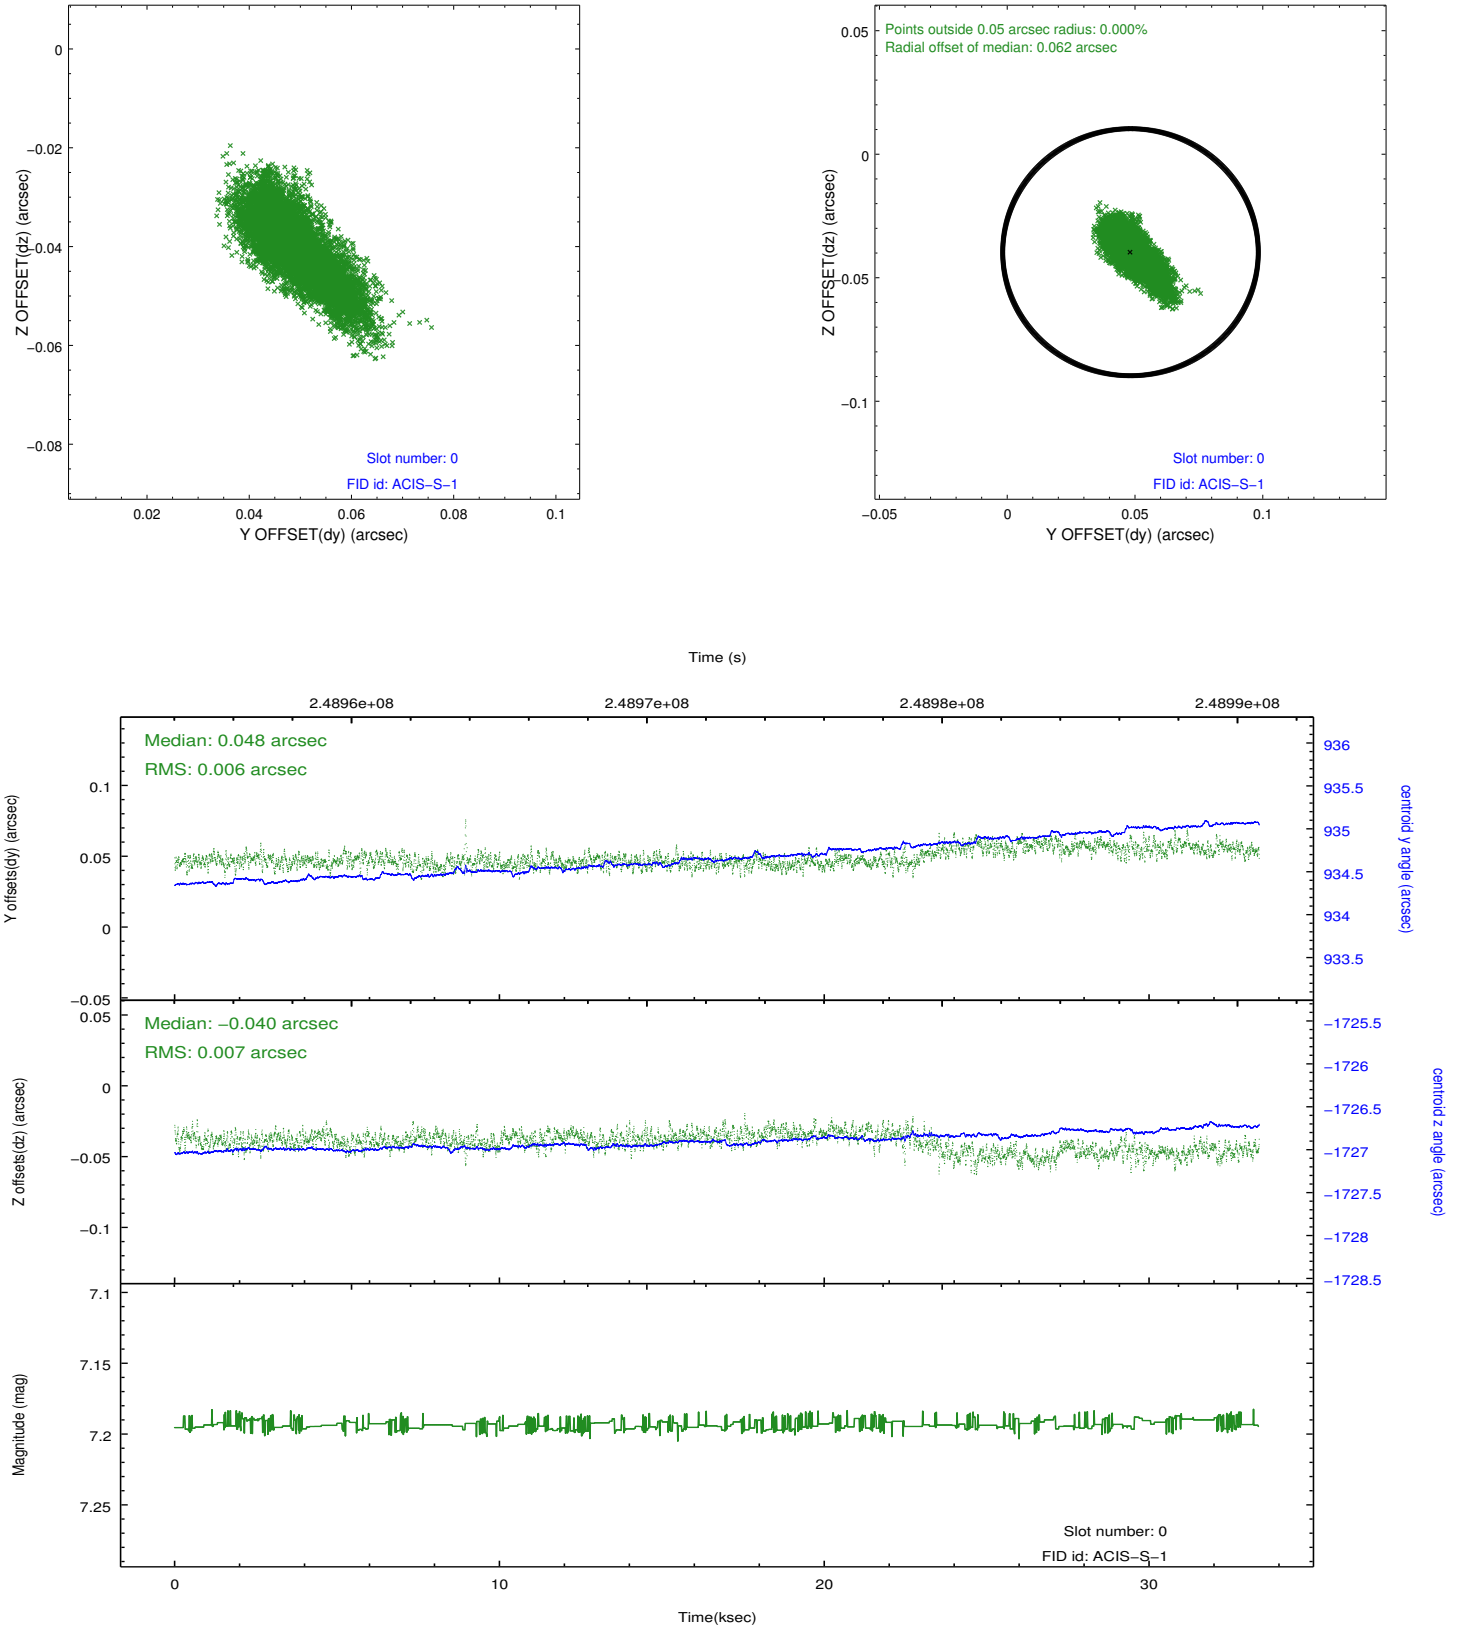 0
−0.02
−0.04
−0.06
−0.08
Z OFFSET(dz) (arcsec)
Slot number: 0
FID id: ACIS−S−1
0.02
0.04
0.06
0.08
0.1
Y OFFSET(dy) (arcsec)
Points outside 0.05 arcsec radius: 0.000%
Radial offset of median: 0.062 arcsec
0.05
0
−0.05
−0.1
Z OFFSET(dz) (arcsec)
Slot number: 0
FID id: ACIS−S−1
−0.05
0
0.05
0.1
Y OFFSET(dy) (arcsec)
Time (s)
2.4896e+08
2.4897e+08
2.4898e+08
2.4899e+08
Median: 0.048 arcsec
RMS: 0.006 arcsec
0.1
0.05
0
−0.05
Y offsets(dy) (arcsec)
936
935.5
935
934.5
934
933.5
centroid y angle (arcsec)
Median: −0.040 arcsec
RMS: 0.007 arcsec
0.05
0
−0.05
−0.1
Z offsets(dz) (arcsec)
−1725.5
−1726
−1726.5
−1727
−1727.5
−1728
−1728.5
centroid z angle (arcsec)
7.1
7.15
7.2
7.25
Magnitude (mag)
Slot number: 0
FID id: ACIS−S−1
0
10
20
30
Time(ksec)